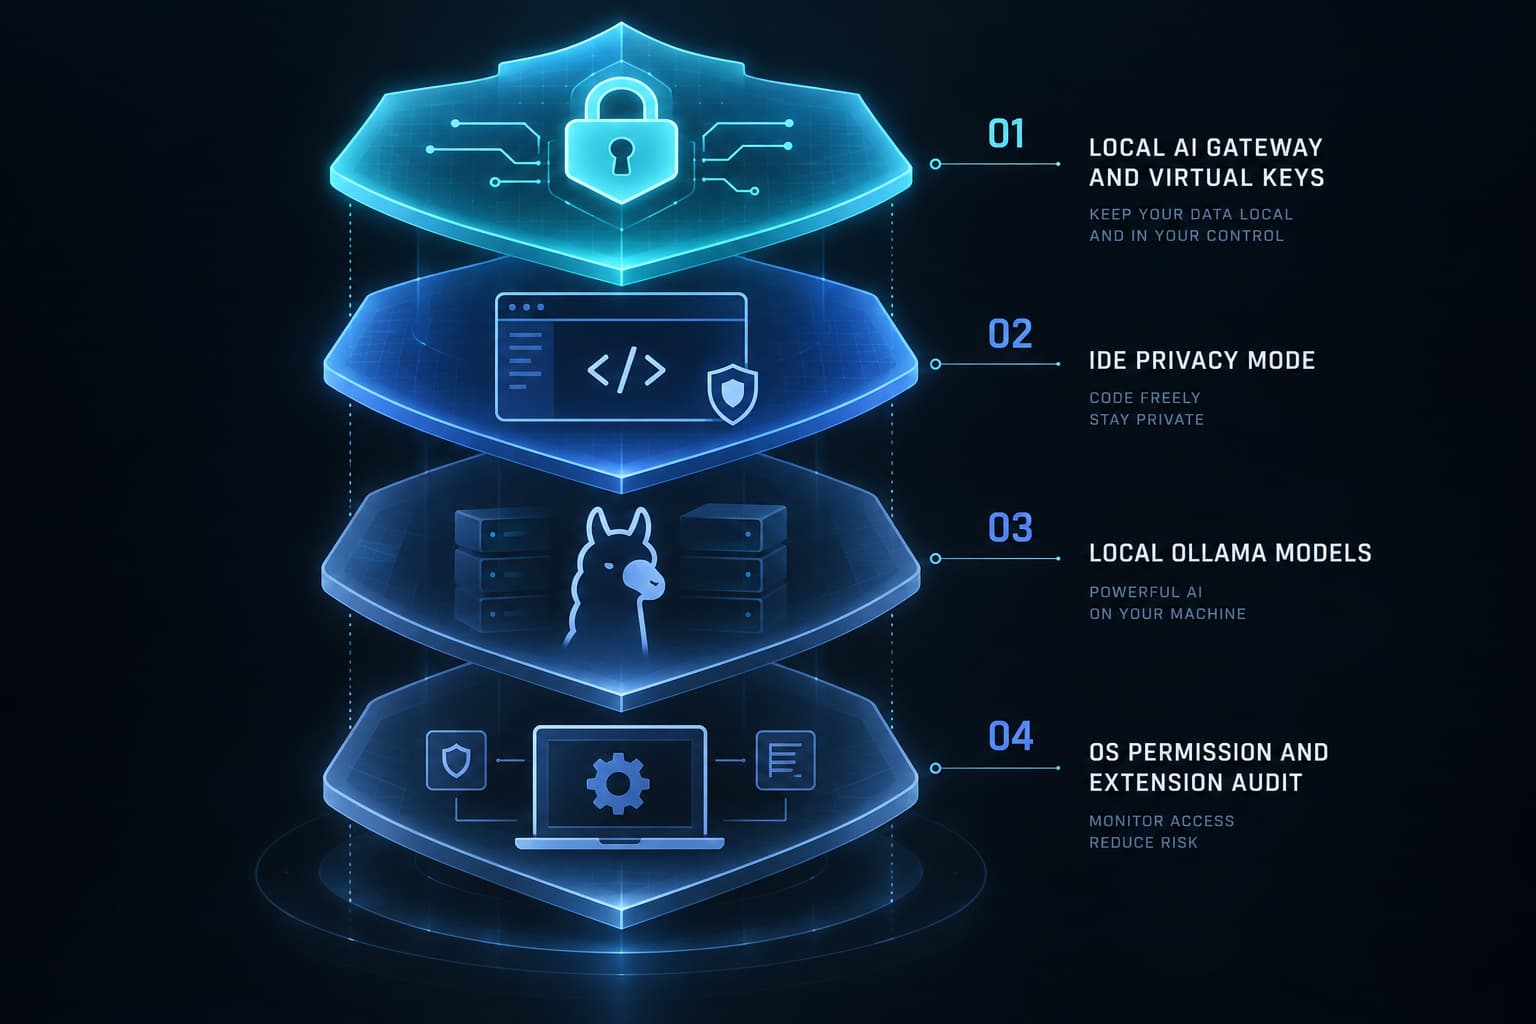 01
LOCAL AI GATEWAY
AND VIRTUAL KEYS
KEEP YOUR DATA LOCAL
AND IN YOUR CONTROL
</>
02
IDE PRIVACY MODE
CODE FREELY
STAY PRIVATE
03
LOCAL OLLAMA MODELS
POWERFUL AI
ON YOUR MACHINE
04
OS PERMISSION AND
EXTENSION AUDIT
MONITOR ACCESS
REDUCE RISK